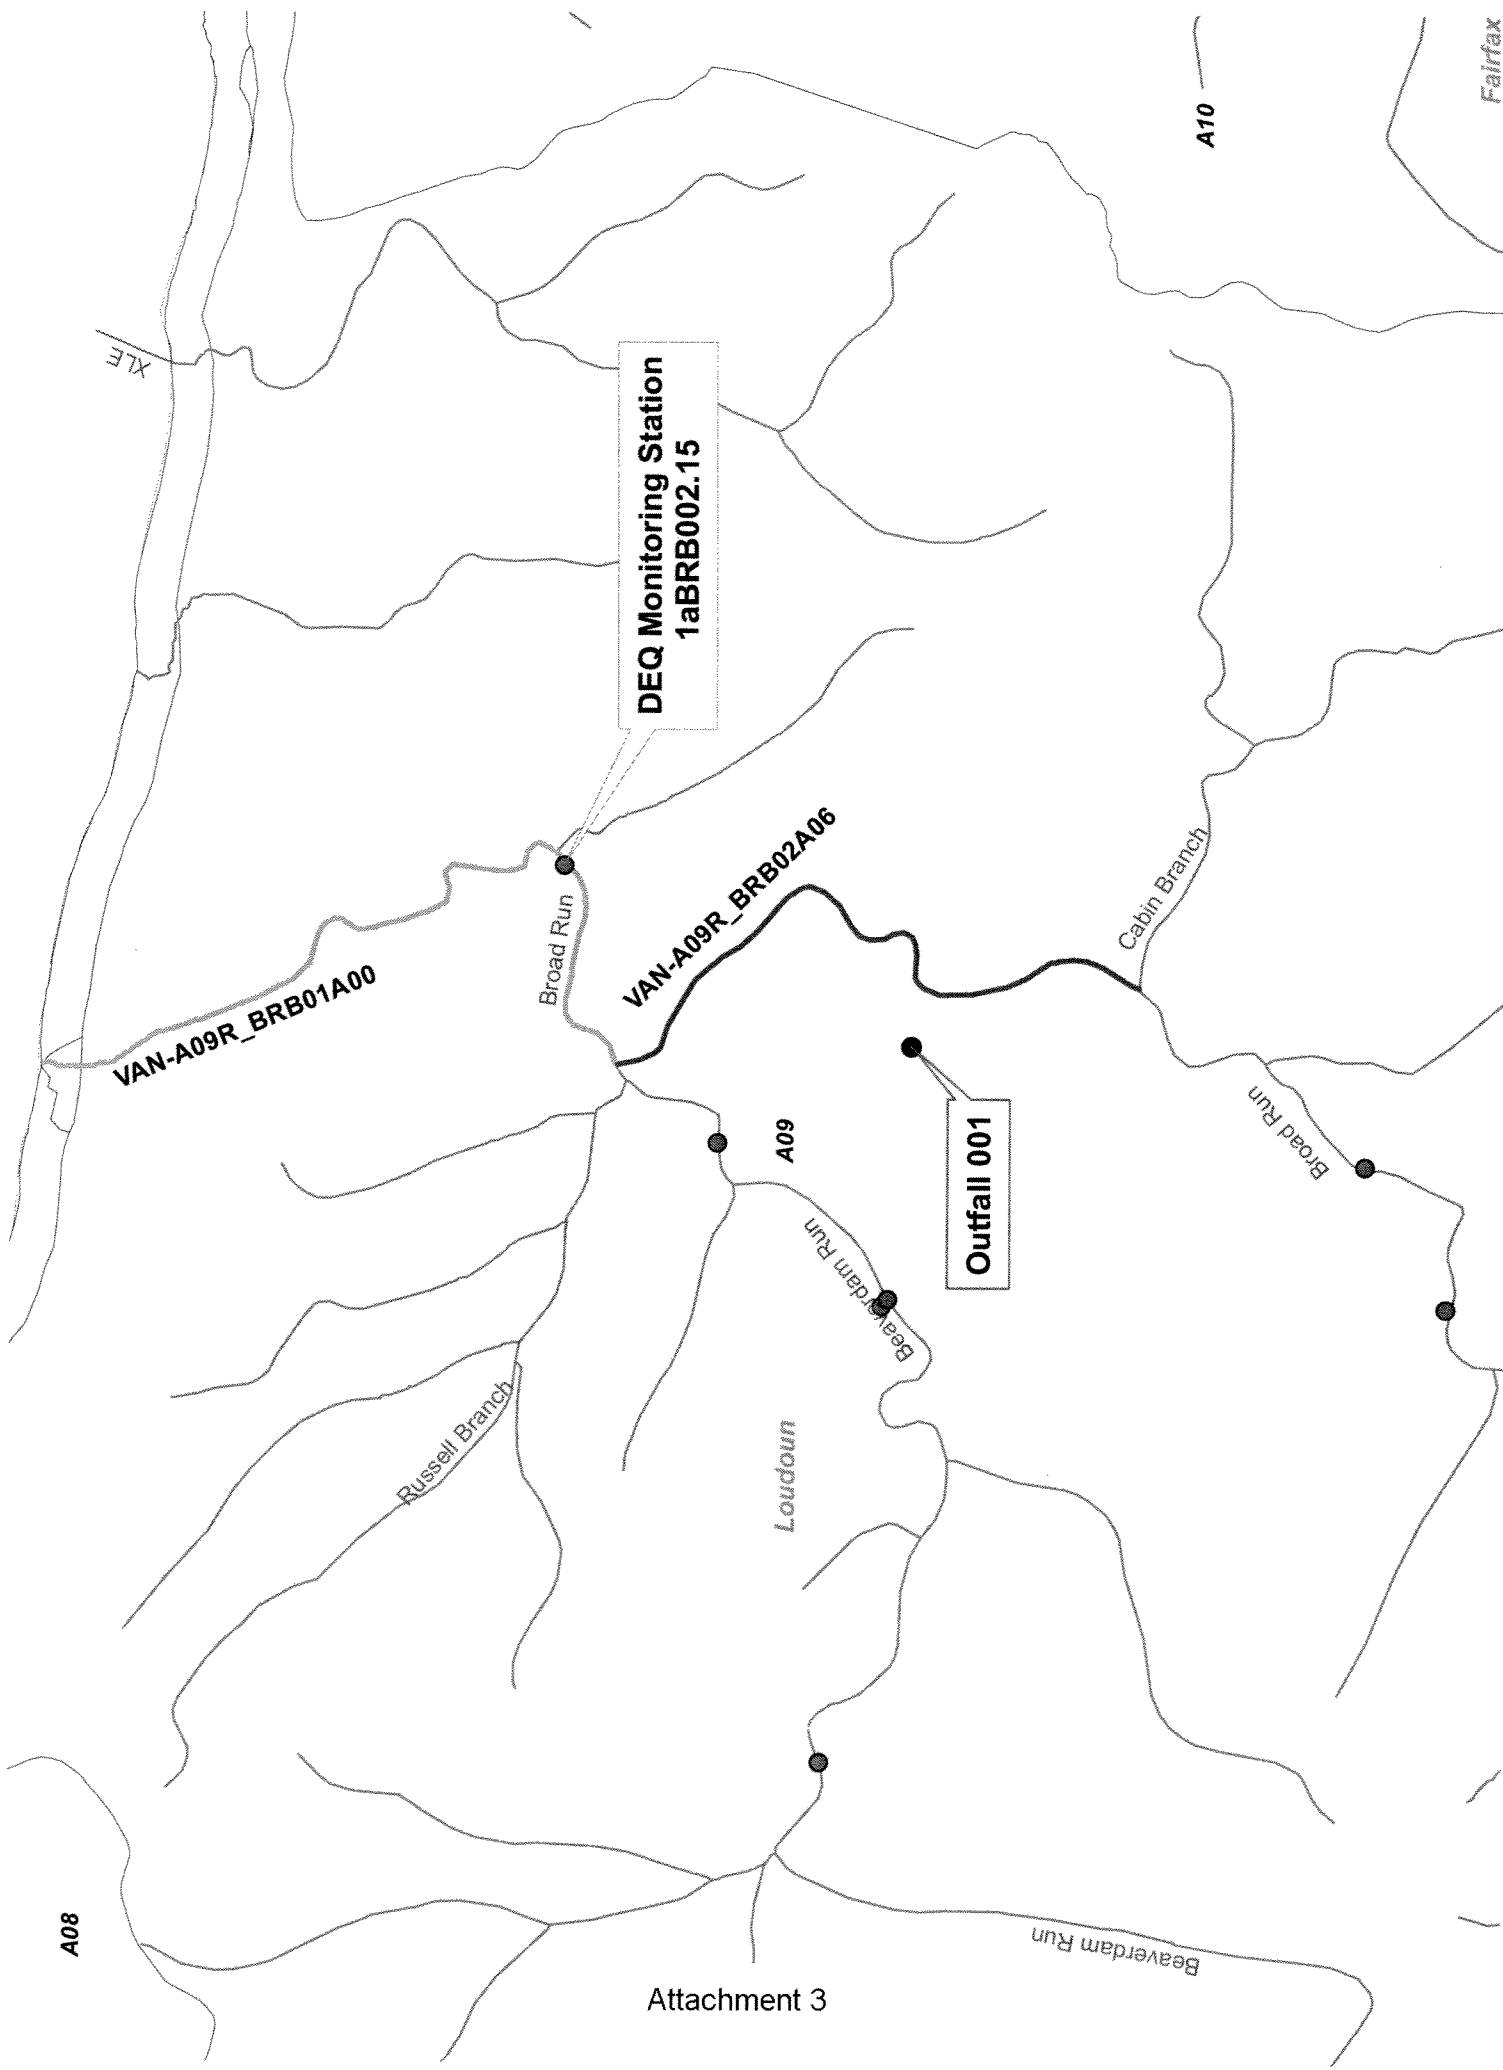 A08
Russell Branch
Loudoun
Beaverdam Run
Beaverdam Run
A09
Outfall 001
VAN-A09R_BRB01A00
Broad Run
VAN-A09R_BRB02A06
Broad Run
Cabin Branch
DEQ Monitoring Station
1aBRB002.15
XLE
A10
Fairfax
Attachment 3